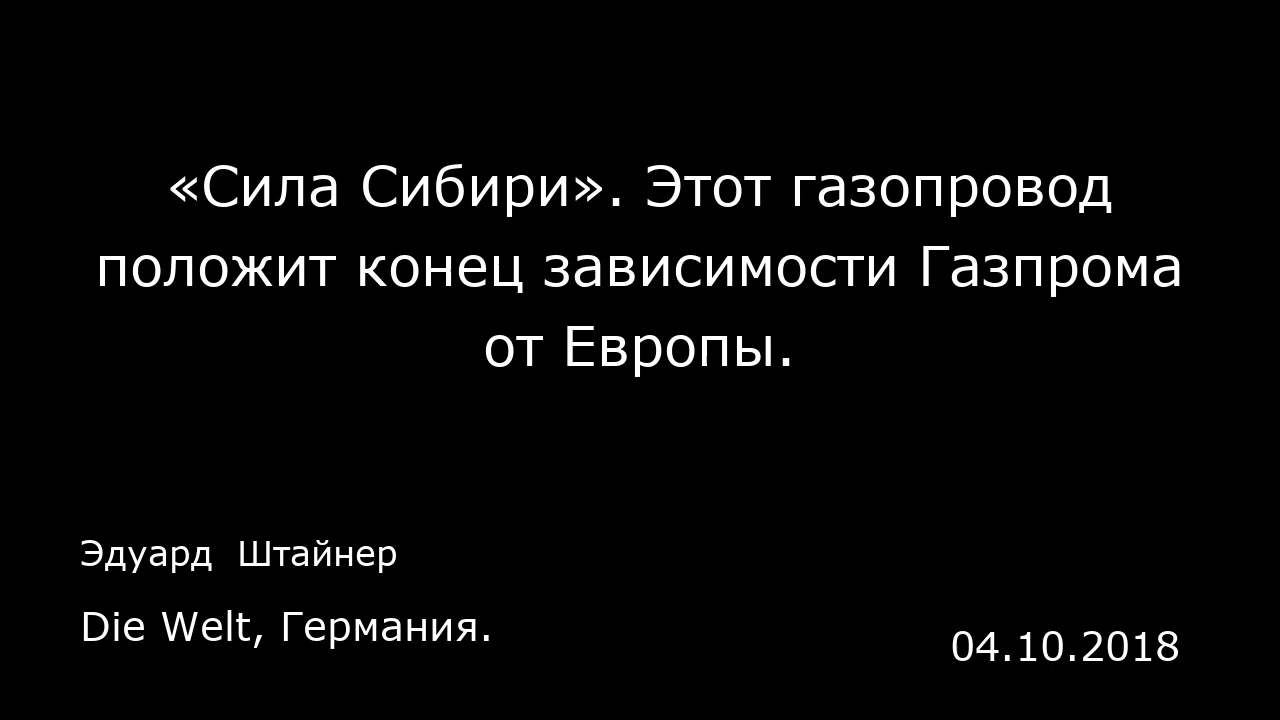 «Сила Сибири». Этот газопровод
положит конец зависимости Газпрома
от Европы.
Эдуард Штайнер
Die Welt, Германия.
04.10.2018